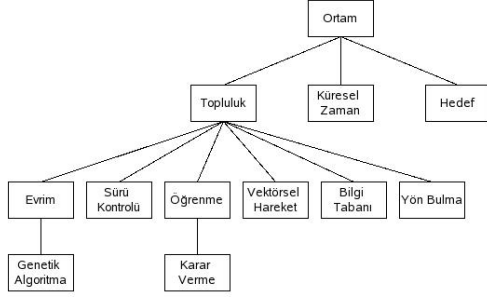 Ortam
Topluluk
Küresel
Zaman
Hedef
Evrim
Sürü
Kontrolü
Öğrenme
Vektörsel
Hareket
Bilgi
Tabanı
Yön Bulma
Genetik
Algoritma
Karar
Verme